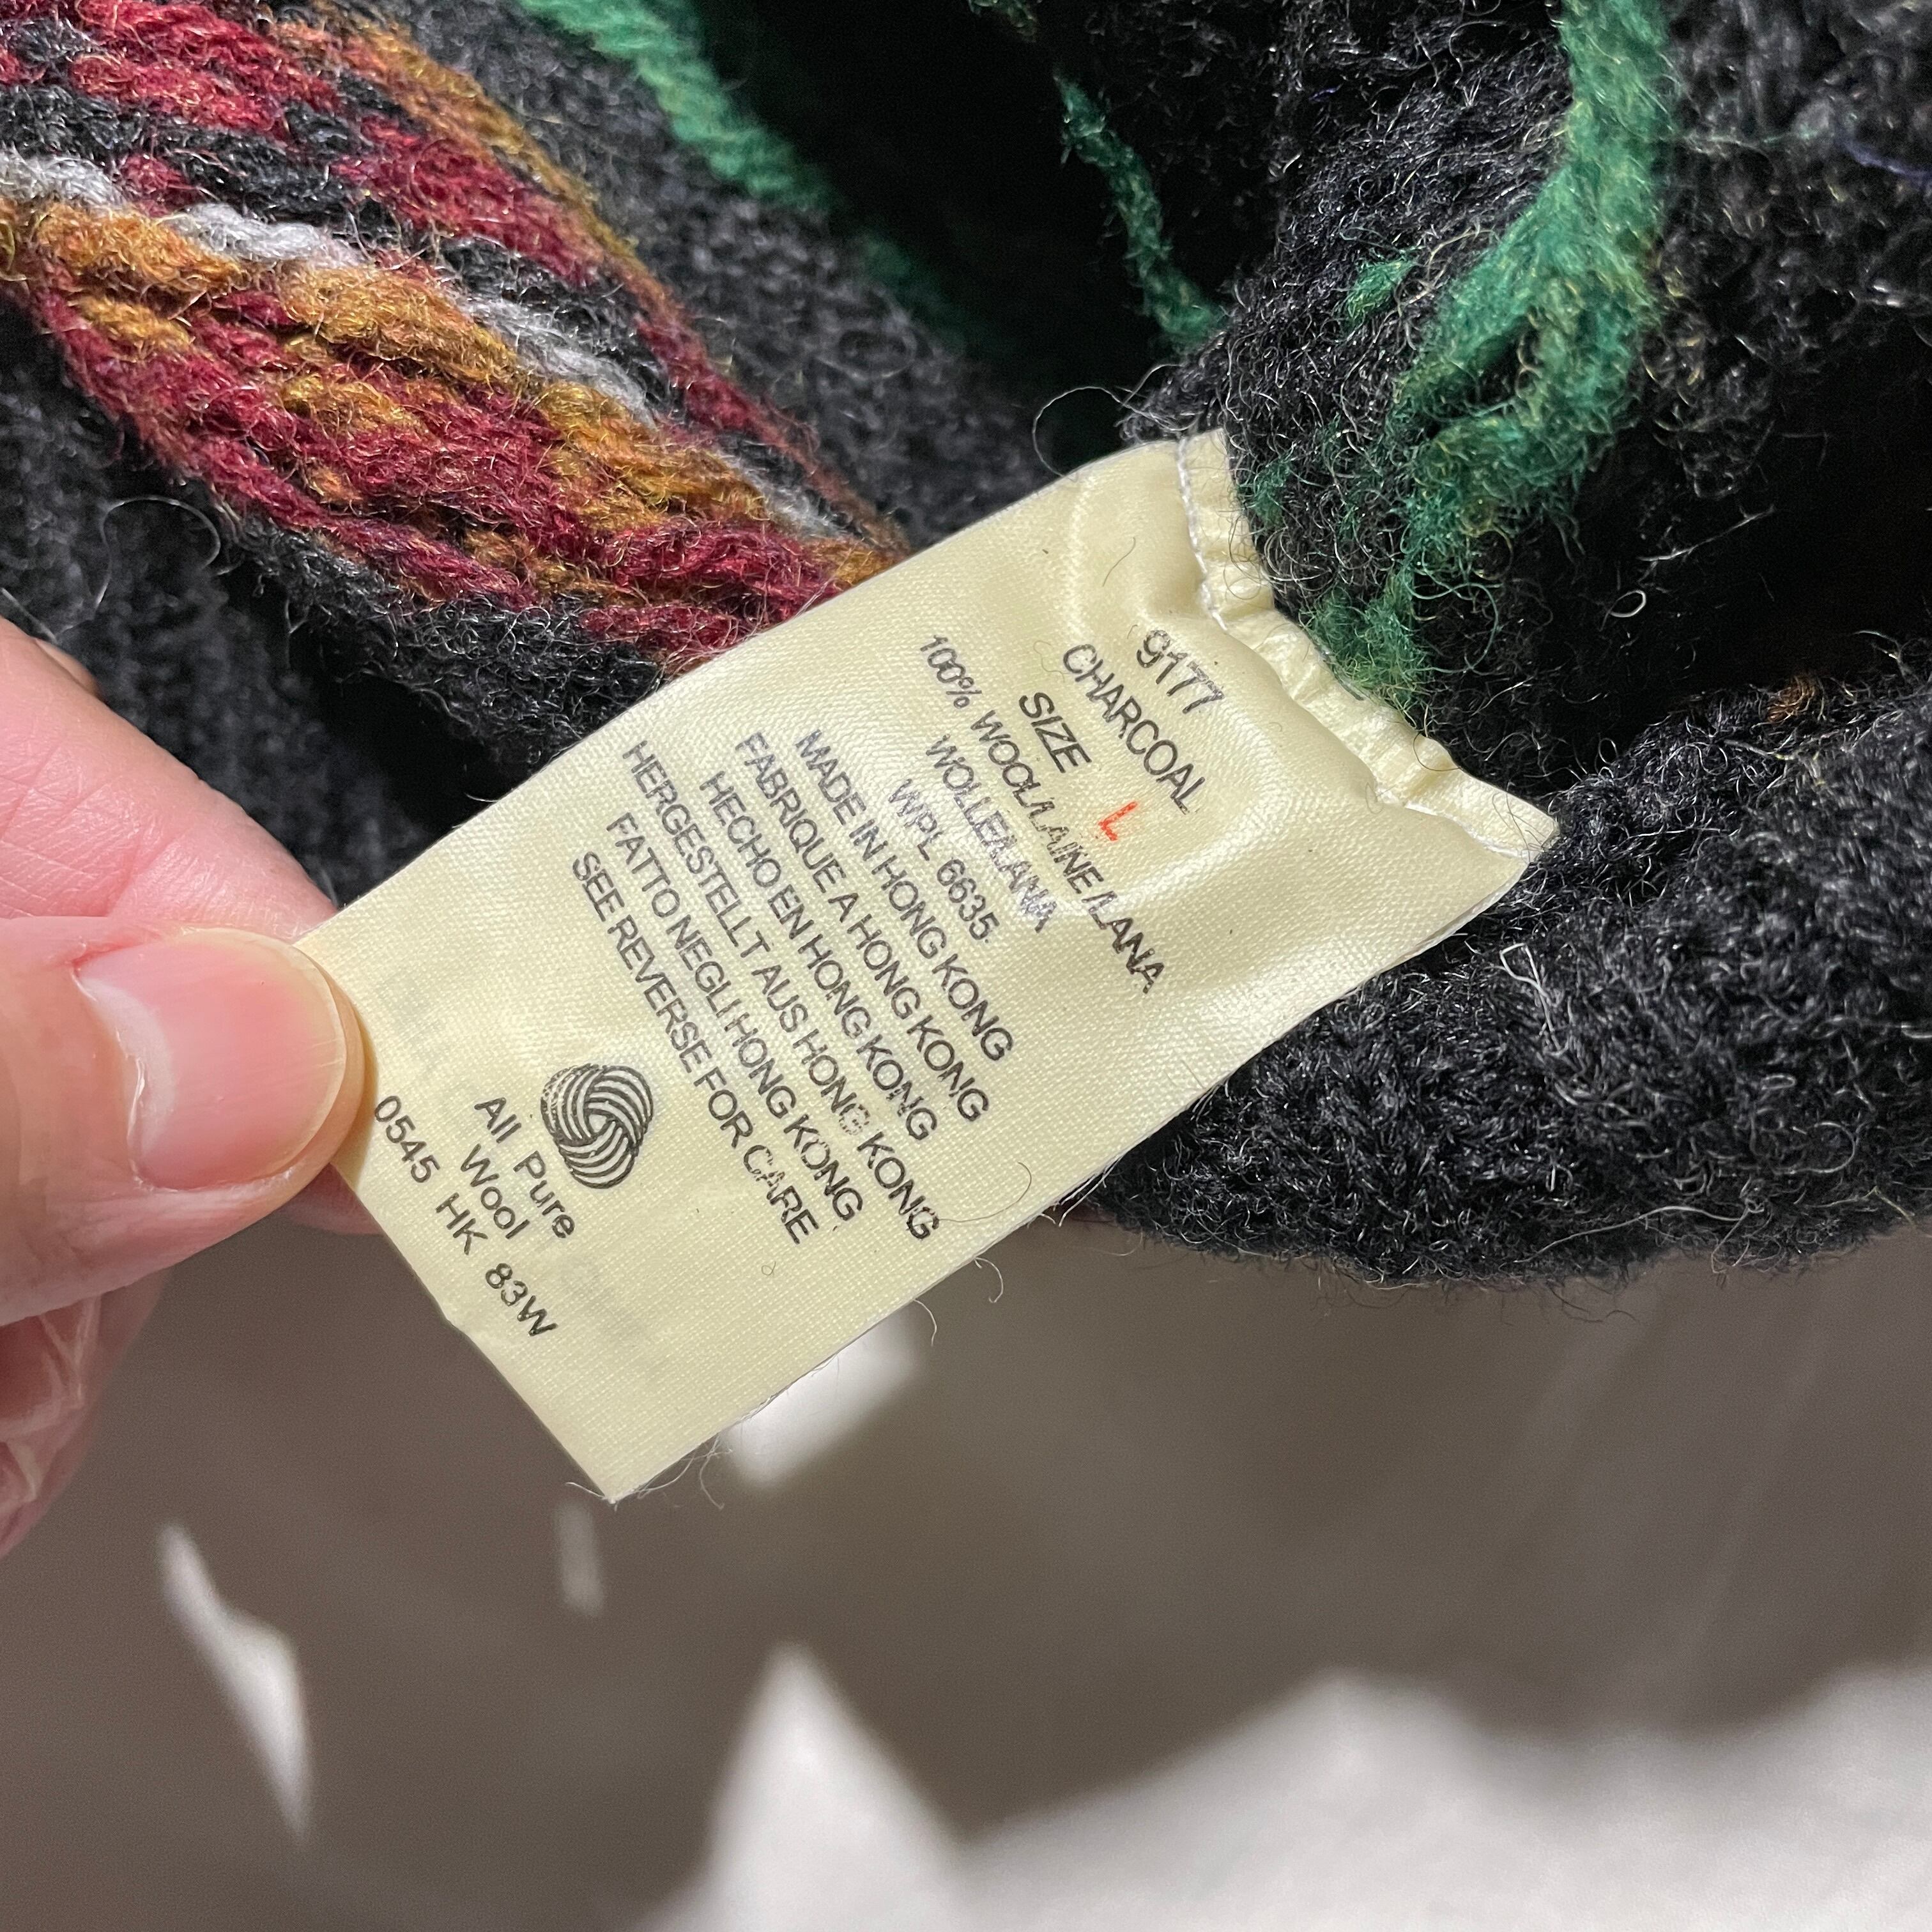 9177
CHARCOAL
SIZE L
100% WOOL/LAINE/LANA
WOLLE/LANA
WPL 6635
MADE IN HONG KONG
FABRIQUE A HONG KONG
HECHO EN HONG KONG
HERGESTELLT AUS HONG KONG
FATTO NEGLI HONG KONG
SEE REVERSE FOR CARE
All Pure
Wool
0545 HK 83W